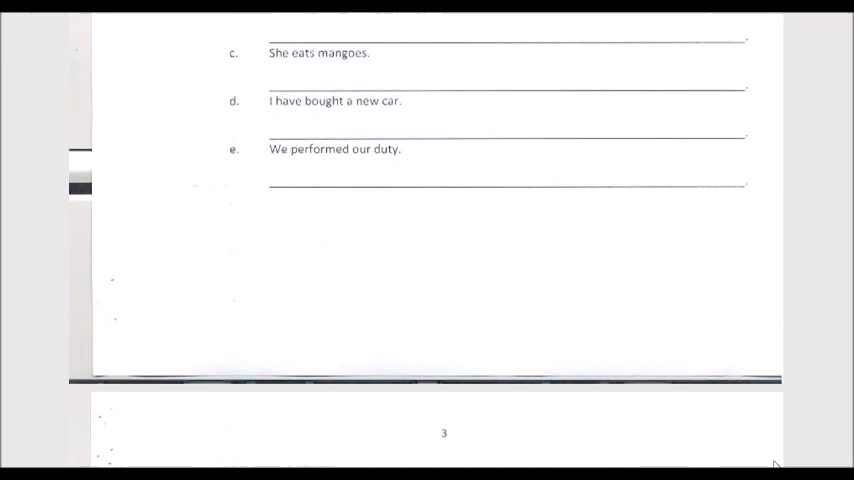 c. She eats mangoes.
d. I have bought a new car.
e. We performed our duty.
3